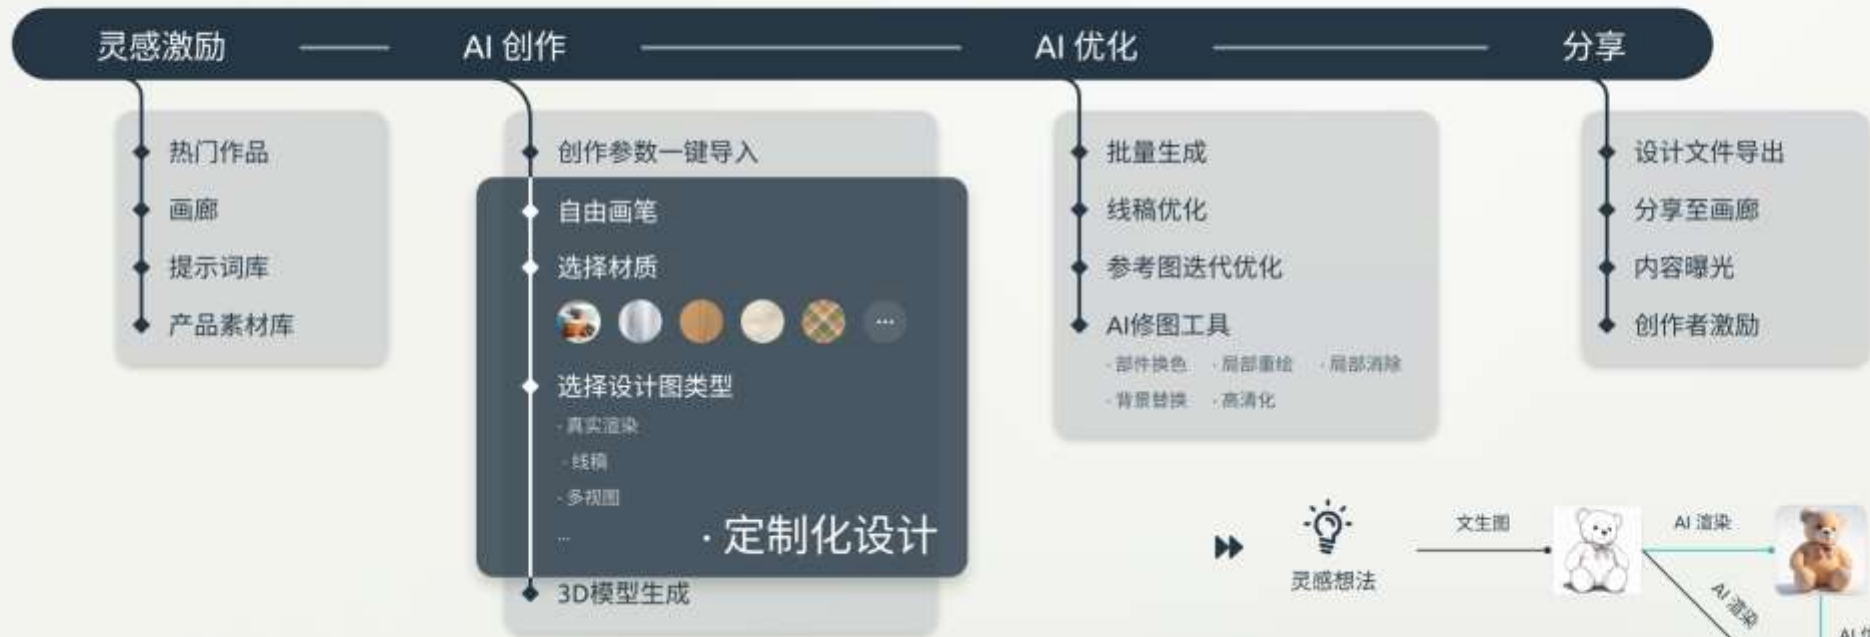 灵感激励
AI 创作
AI 优化
分享
热门作品
画廊
提示词库
产品素材库
创作参数一键导入
自由画笔
选择材质
...
选择设计图类型
· 真实渲染
· 线稿
· 多视图
...
· 定制化设计
3D模型生成
批量生成
线稿优化
参考图迭代优化
AI修图工具
· 部件换色 · 局部重绘 · 局部消除
· 背景替换 · 高清化
设计文件导出
分享至画廊
内容曝光
创作者激励
灵感想法
文生图
AI 渲染
AI 渲染
AI